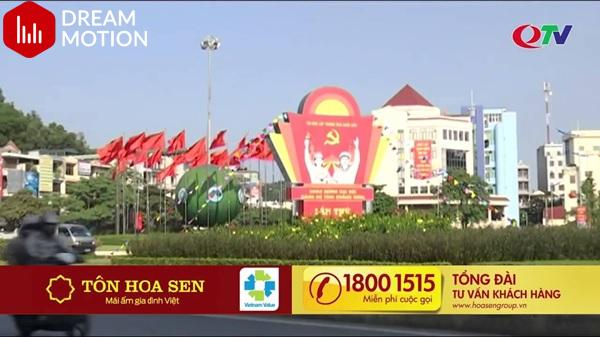 DREAM
MOTION
QTV
TÔN HOA SEN
Mái ấm gia đình Việt
Vietnam Value
1800 1515
Miễn phí cuộc gọi
TỔNG ĐÀI
TƯ VẤN KHÁCH HÀNG
www.hoasengroup.vn